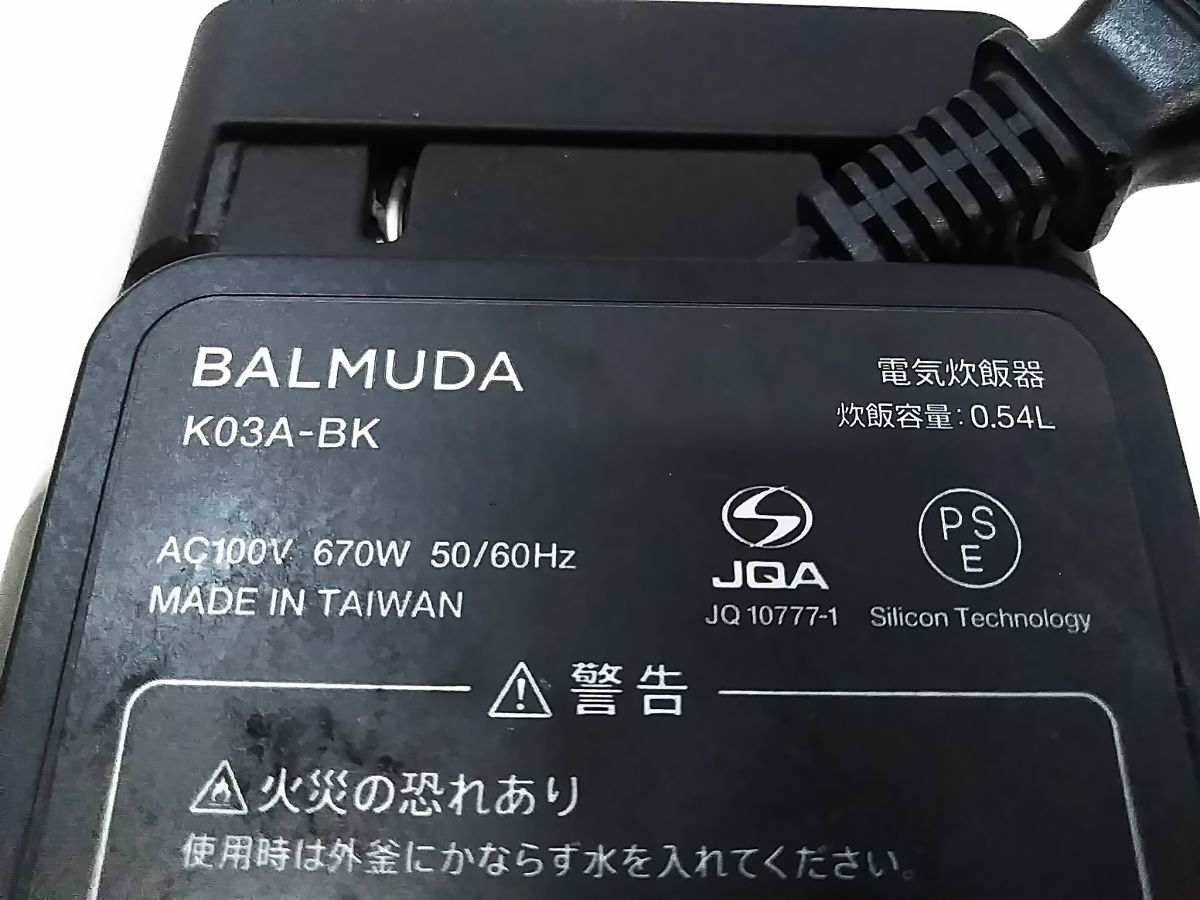 BALMUDA
K03A-BK
電気炊飯器
炊飯容量：0.54L
AC100V 670W 50/60Hz
MADE IN TAIWAN
JQA
JQ 10777-1
PSE
Silicon Technology
警告
火災の恐れあり
使用時は外釜にかならず水を入れてください。